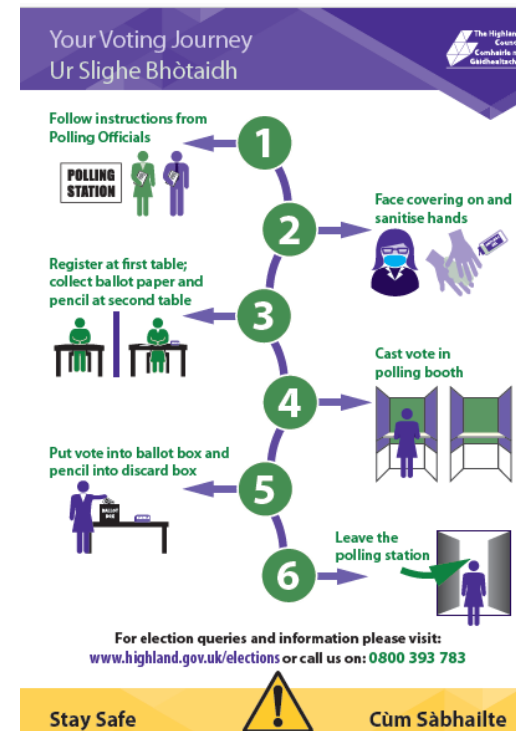 Your Voting Journey
Ur Slighe Bhòtaidh
The Highland
Comhairle
Follow instructions from
Polling Officials
1
POLLING
STATION
2
Face covering on and
sanitise hands
Register at first table;
collect ballot paper and
pencil at second table
3
4
Cast vote in
polling booth
Put vote into ballot box and
pencil into discard box
5
BALLOT
BOX
6
Leave the
polling station
For election queries and information please visit:
www.highland.gov.uk/elections or call us on: 0800 393 783
Stay Safe
Cùm Sàbhailte